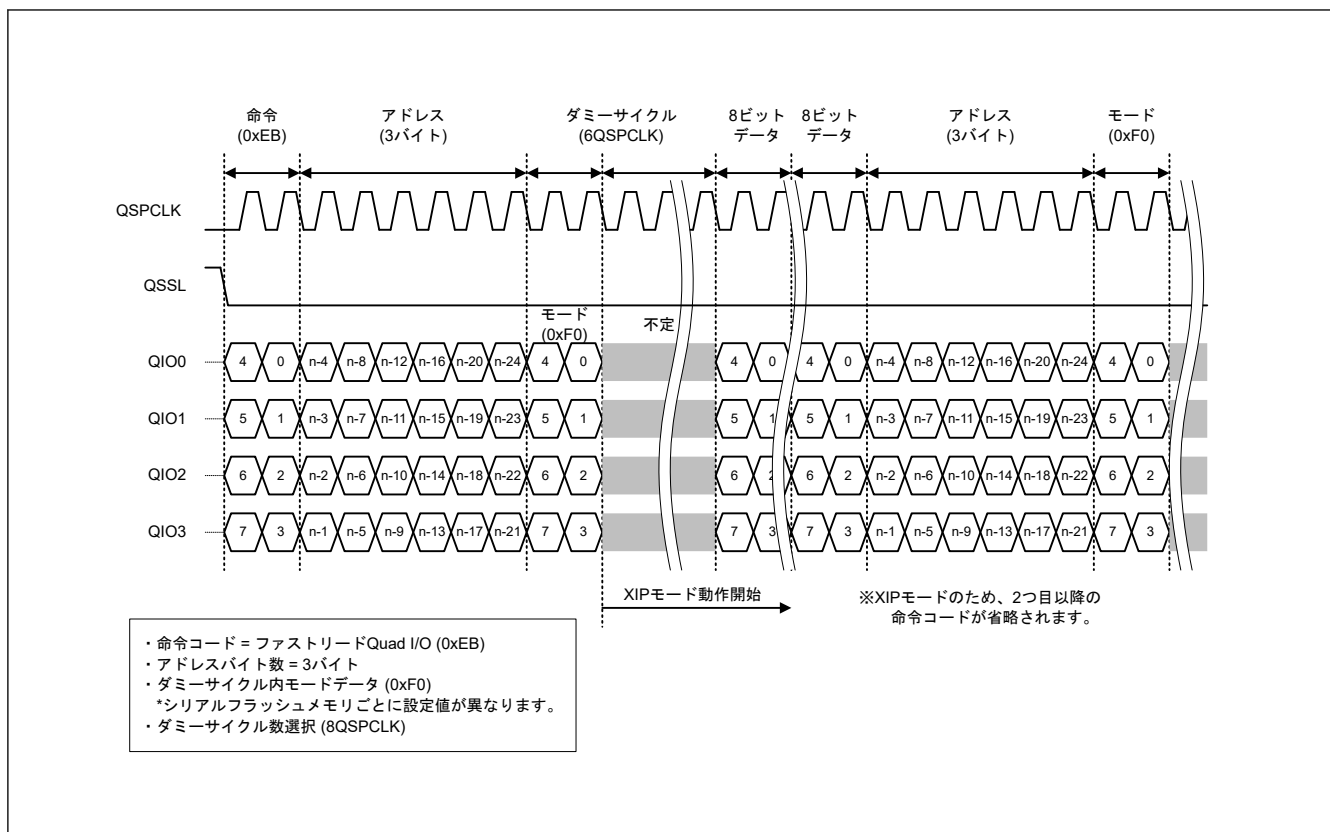 命令
(0xEB)
アドレス
(3バイト)
ダミーサイクル
(6QSPCLK)
8ビット
データ
8ビット
データ
アドレス
(3バイト)
モード
(0xF0)
QSPCLK
QSSL
モード
(0xF0)
不定
QIO0 4 0 n-4 n-8 n-12 n-16 n-20 n-24 4 0 4 0 4 0 n-4 n-8 n-12 n-16 n-20 n-24 4 0
QIO1 5 1 n-3 n-7 n-11 n-15 n-19 n-23 5 1 5 1 5 1 n-3 n-7 n-11 n-15 n-19 n-23 5 1
QIO2 6 2 n-2 n-6 n-10 n-14 n-18 n-22 6 2 6 2 6 2 n-2 n-6 n-10 n-14 n-18 n-22 6 2
QIO3 7 3 n-1 n-5 n-9 n-13 n-17 n-21 7 3 7 3 7 3 n-1 n-5 n-9 n-13 n-17 n-21 7 3
XIPモード動作開始
※XIPモードのため、2つ目以降の
命令コードが省略されます。
・命令コード = ファストリードQuad I/O (0xEB)
・アドレスバイト数 = 3バイト
・ダミーサイクル内モードデータ (0xF0)
*シリアルフラッシュメモリごとに設定値が異なります。
・ダミーサイクル数選択 (8QSPCLK)